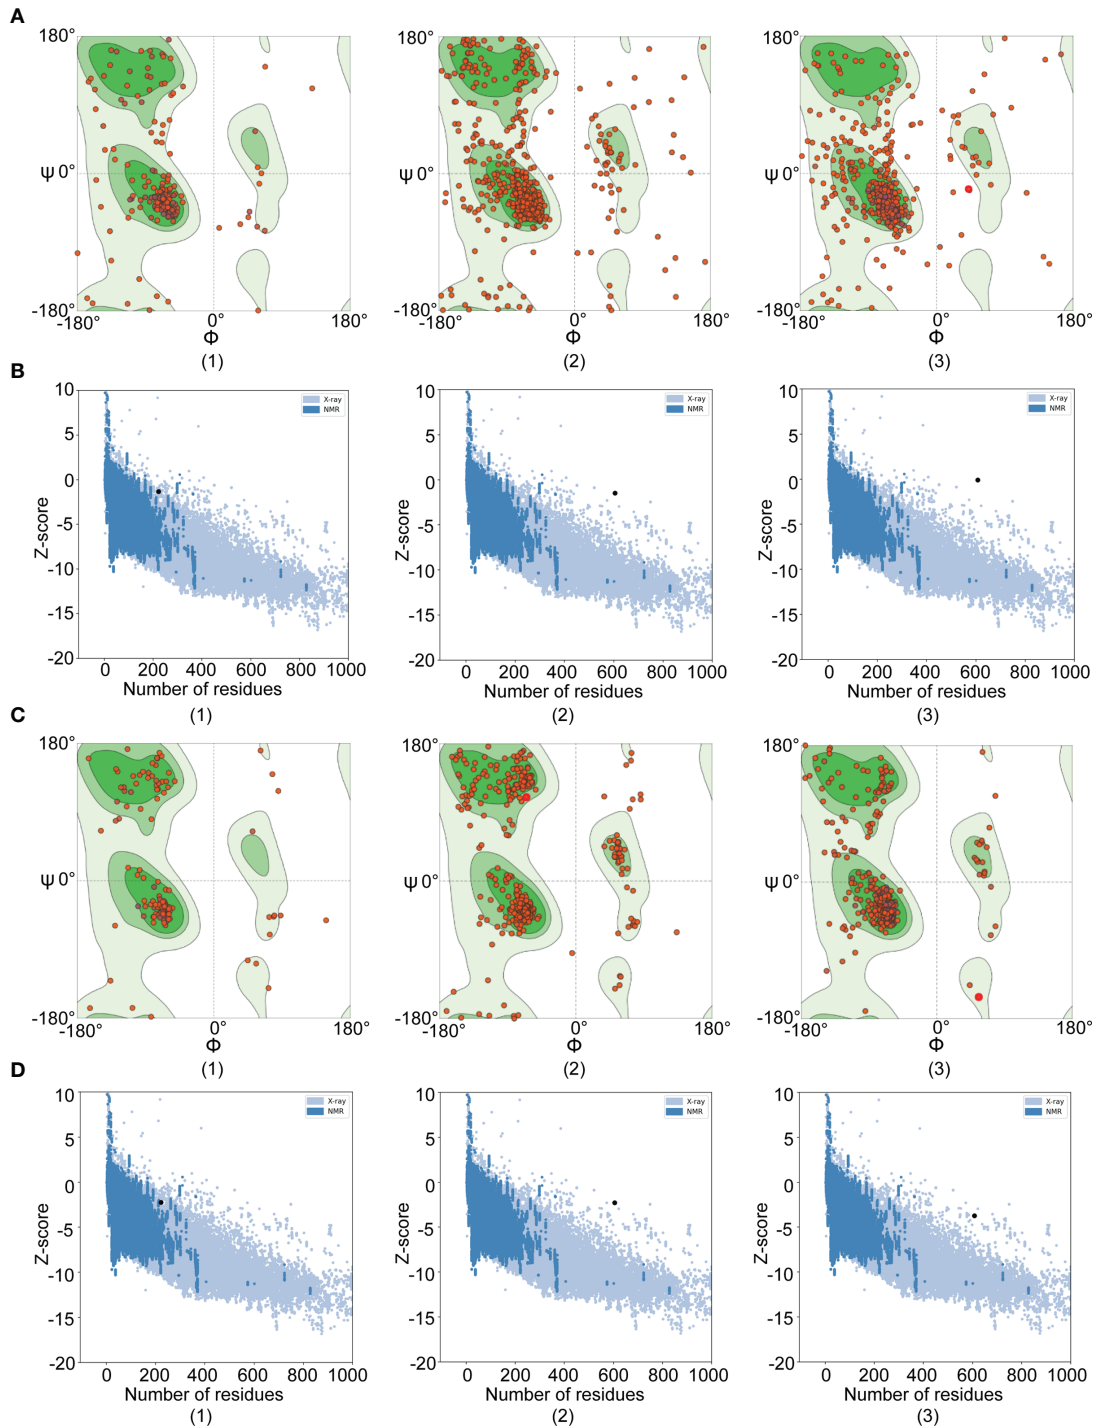 A
180° 180° 180°
Ψ 0° Ψ 0° Ψ 0°
-180° -180° -180°
-180° 0° 180° -180° 0° 180° -180° 0° 180°
Φ Φ Φ
(1) (2) (3)
B
10 10 10
X-ray X-ray X-ray
NMR NMR NMR
5 5 5
0 0 0
-5 -5 -5
-10 -10 -10
-15 -15 -15
-20 -20 -20
Z-score Z-score Z-score
0 200 400 600 800 1000 0 200 400 600 800 1000 0 200 400 600 800 1000
Number of residues Number of residues Number of residues
(1) (2) (3)
C
180° 180° 180°
Ψ 0° Ψ 0° Ψ 0°
-180° -180° -180°
-180° 0° 180° -180° 0° 180° -180° 0° 180°
Φ Φ Φ
(1) (2) (3)
D
10 10 10
X-ray X-ray X-ray
NMR NMR NMR
5 5 5
0 0 0
-5 -5 -5
-10 -10 -10
-15 -15 -15
-20 -20 -20
Z-score Z-score Z-score
0 200 400 600 800 1000 0 200 400 600 800 1000 0 200 400 600 800 1000
Number of residues Number of residues Number of residues
(1) (2) (3)